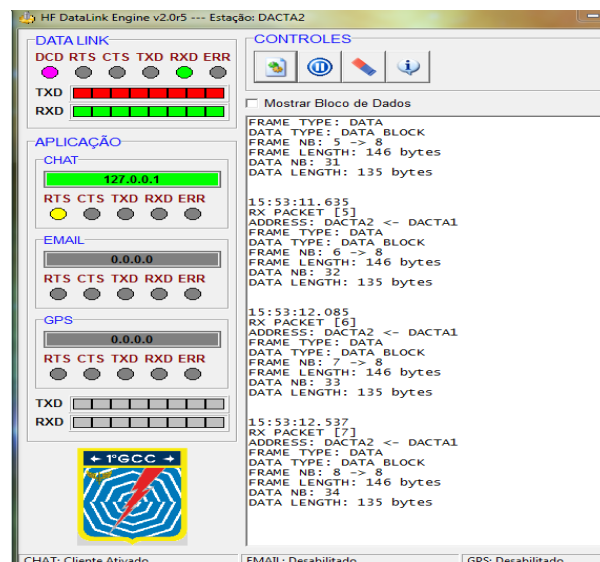 HF DataLink Engine v2.0r5 --- Estação: DACTA2
DATA LINK
DCD RTS CTS TXD RXD ERR
TXD
RXD
APLICAÇÃO
CHAT
127.0.0.1
RTS CTS TXD RXD ERR
EMAIL
0.0.0.0
RTS CTS TXD RXD ERR
GPS
0.0.0.0
RTS CTS TXD RXD ERR
TXD
RXD
1ºGCC
CONTROLES
Mostrar Bloco de Dados
FRAME TYPE: DATA
DATA TYPE: DATA BLOCK
FRAME NB: 5 -> 8
FRAME LENGTH: 146 bytes
DATA NB: 31
DATA LENGTH: 135 bytes
15:53:11.635
RX PACKET [5]
ADDRESS: DACTA2 <- DACTA1
FRAME TYPE: DATA
DATA TYPE: DATA BLOCK
FRAME NB: 6 -> 8
FRAME LENGTH: 146 bytes
DATA NB: 32
DATA LENGTH: 135 bytes
15:53:12.085
RX PACKET [6]
ADDRESS: DACTA2 <- DACTA1
FRAME TYPE: DATA
DATA TYPE: DATA BLOCK
FRAME NB: 7 -> 8
FRAME LENGTH: 146 bytes
DATA NB: 33
DATA LENGTH: 135 bytes
15:53:12.537
RX PACKET [7]
ADDRESS: DACTA2 <- DACTA1
FRAME TYPE: DATA
DATA TYPE: DATA BLOCK
FRAME NB: 8 -> 8
FRAME LENGTH: 146 bytes
DATA NB: 34
DATA LENGTH: 135 bytes
CHAT: Cliente Ativado
EMAIL: Desabilitado
GPS: Desabilitado